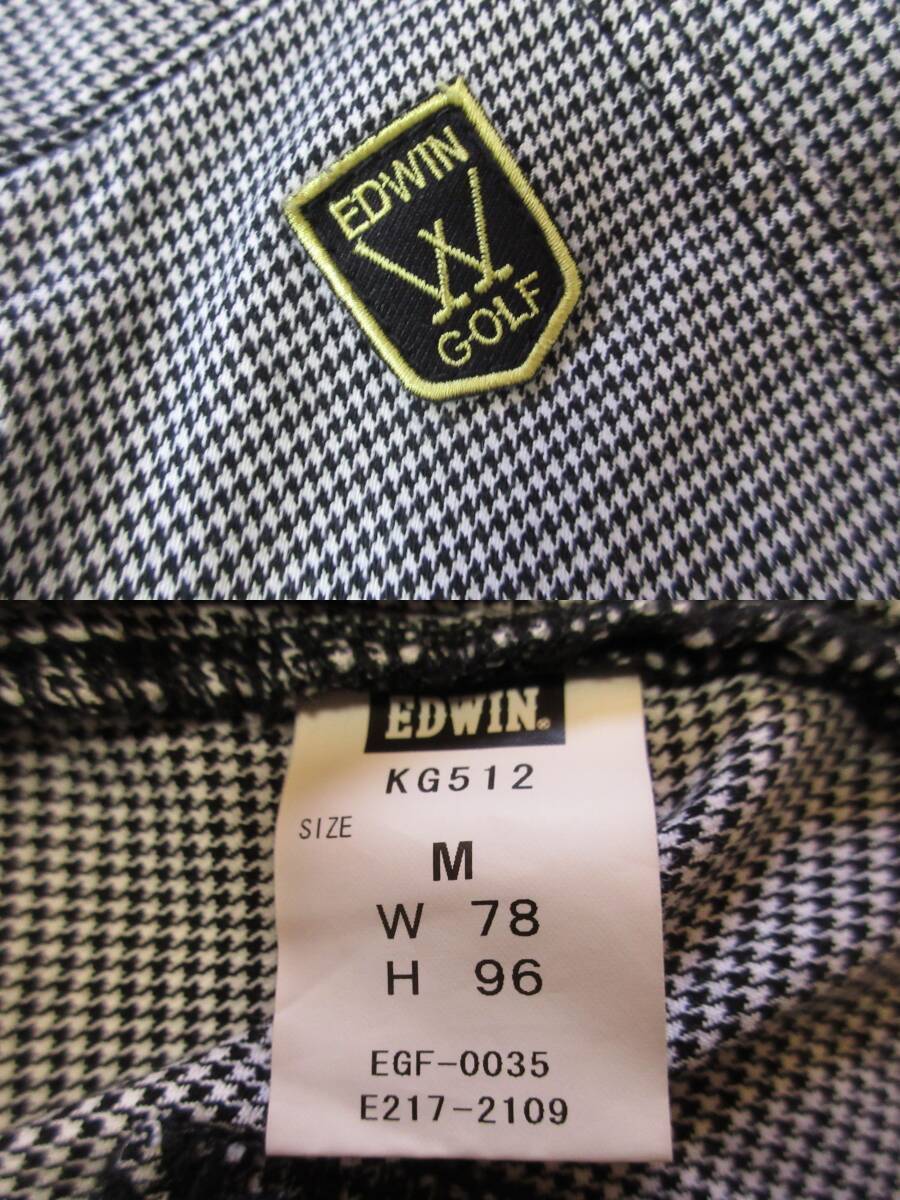 EDWIN
GOLF
EDWIN®
KG512
SIZE
M
W 78
H 96
EGF-0035
E217-2109